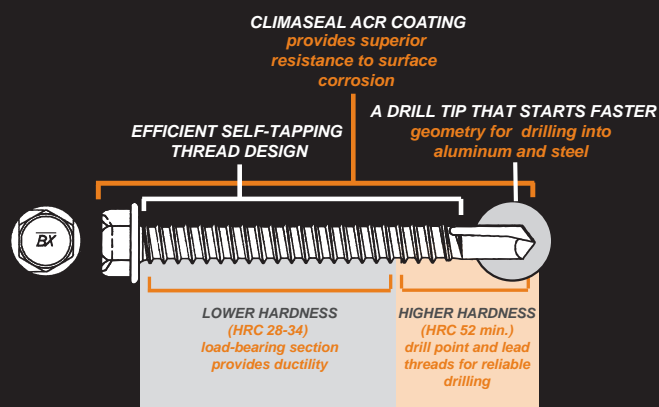 CLIMASEAL ACR COATING
provides superior
resistance to surface
corrosion
A DRILL TIP THAT STARTS FASTER
geometry for drilling into
aluminum and steel
EFFICIENT SELF-TAPPING
THREAD DESIGN
BX
LOWER HARDNESS
(HRC 28-34)
load-bearing section
provides ductility
HIGHER HARDNESS
(HRC 52 min.)
drill point and lead
threads for reliable
drilling